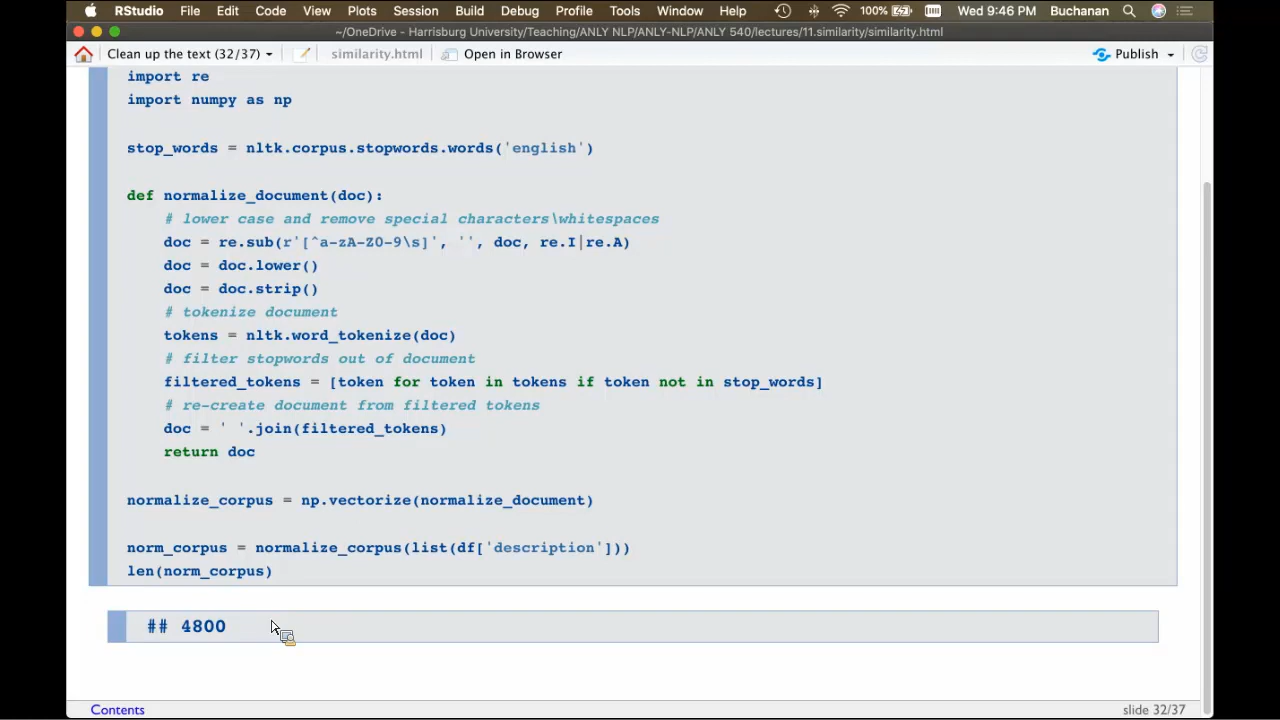 RStudio File Edit Code View Plots Session Build Debug Profile Tools Window Help 100% Wed 9:46 PM Buchanan
~/OneDrive - Harrisburg University/Teaching/ANLY NLP/ANLY-NLP/ANLY 540/lectures/11.similarity/similarity.html
Clean up the text (32/37) similarity.html Open in Browser Publish
import re
import numpy as np
stop_words = nltk.corpus.stopwords.words('english')
def normalize_document(doc):
# lower case and remove special characters\whitespaces
doc = re.sub(r'[^a-zA-Z0-9\s]', '', doc, re.I|re.A)
doc = doc.lower()
doc = doc.strip()
# tokenize document
tokens = nltk.word_tokenize(doc)
# filter stopwords out of document
filtered_tokens = [token for token in tokens if token not in stop_words]
# re-create document from filtered tokens
doc = ' '.join(filtered_tokens)
return doc
normalize_corpus = np.vectorize(normalize_document)
norm_corpus = normalize_corpus(list(df['description']))
len(norm_corpus)
## 4800
Contents slide 32/37